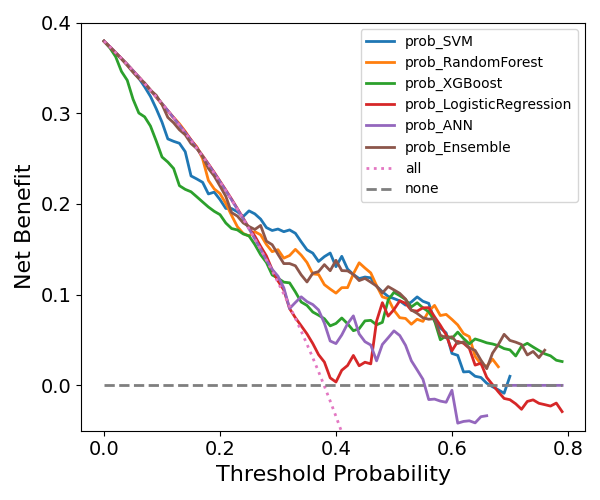 0.4
0.3
0.2
0.1
0.0
Net Benefit
prob_SVM
prob_RandomForest
prob_XGBoost
prob_LogisticRegression
prob_ANN
prob_Ensemble
all
none
0.0 0.2 0.4 0.6 0.8
Threshold Probability